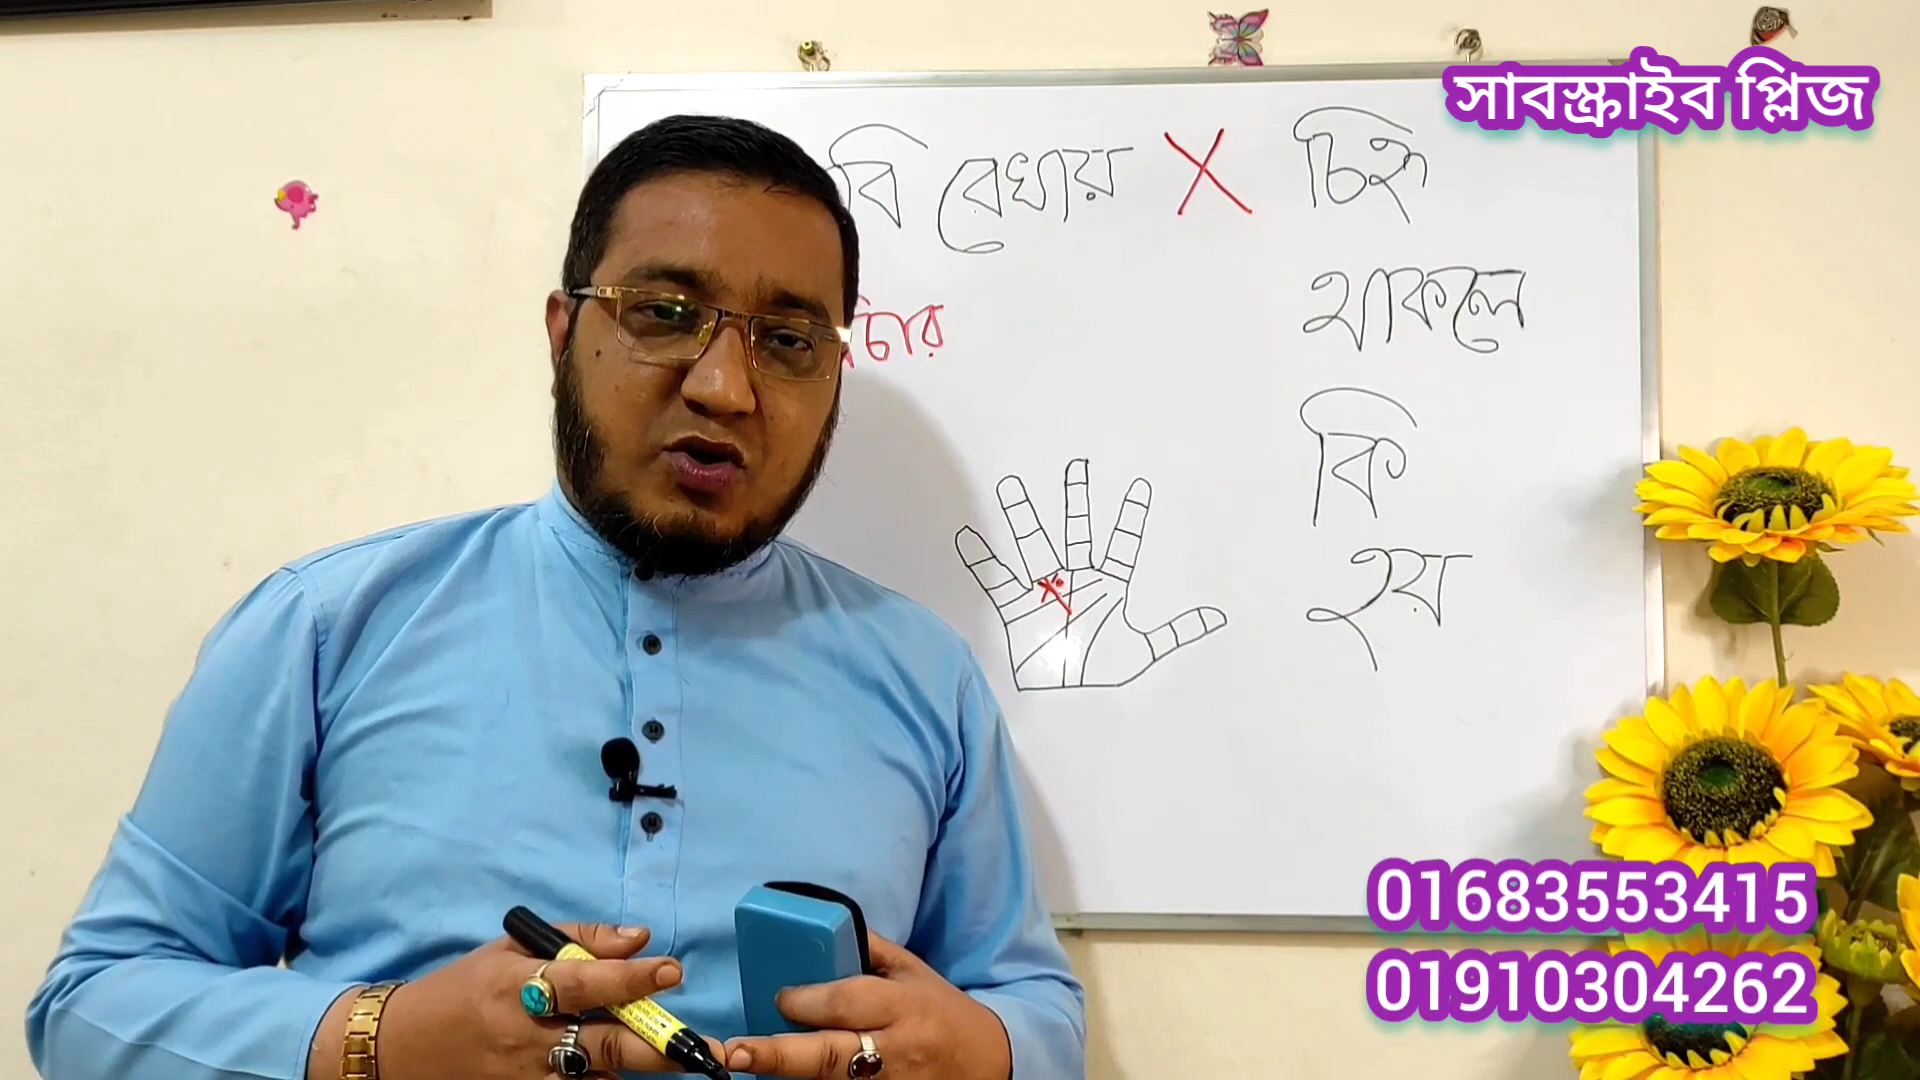 সাবস্ক্রাইব প্লিজ
বি রেখায় X চিহ্ন
থাকলে
চার
কি
হয়
01683553415
01910304262